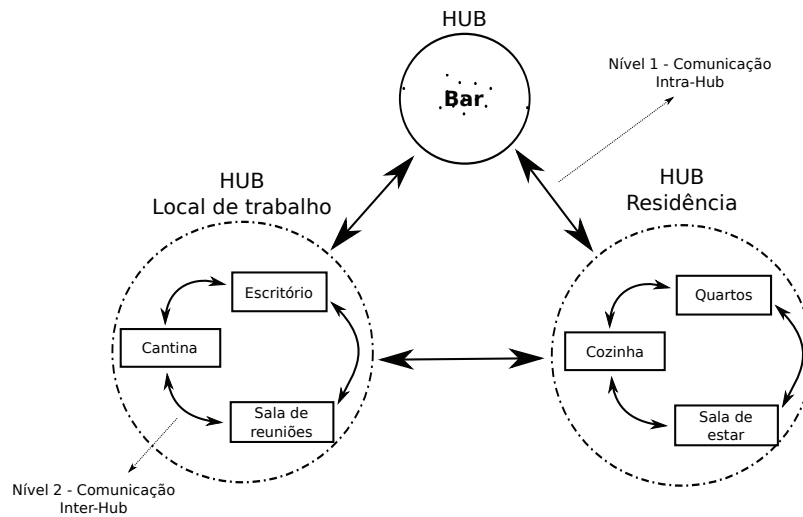 HUB
Bar
Nível 1 - Comunicação
Intra-Hub
HUB
Local de trabalho
Escritório
Cantina
Sala de
reuniões
HUB
Residência
Quartos
Cozinha
Sala de
estar
Nível 2 - Comunicação
Inter-Hub